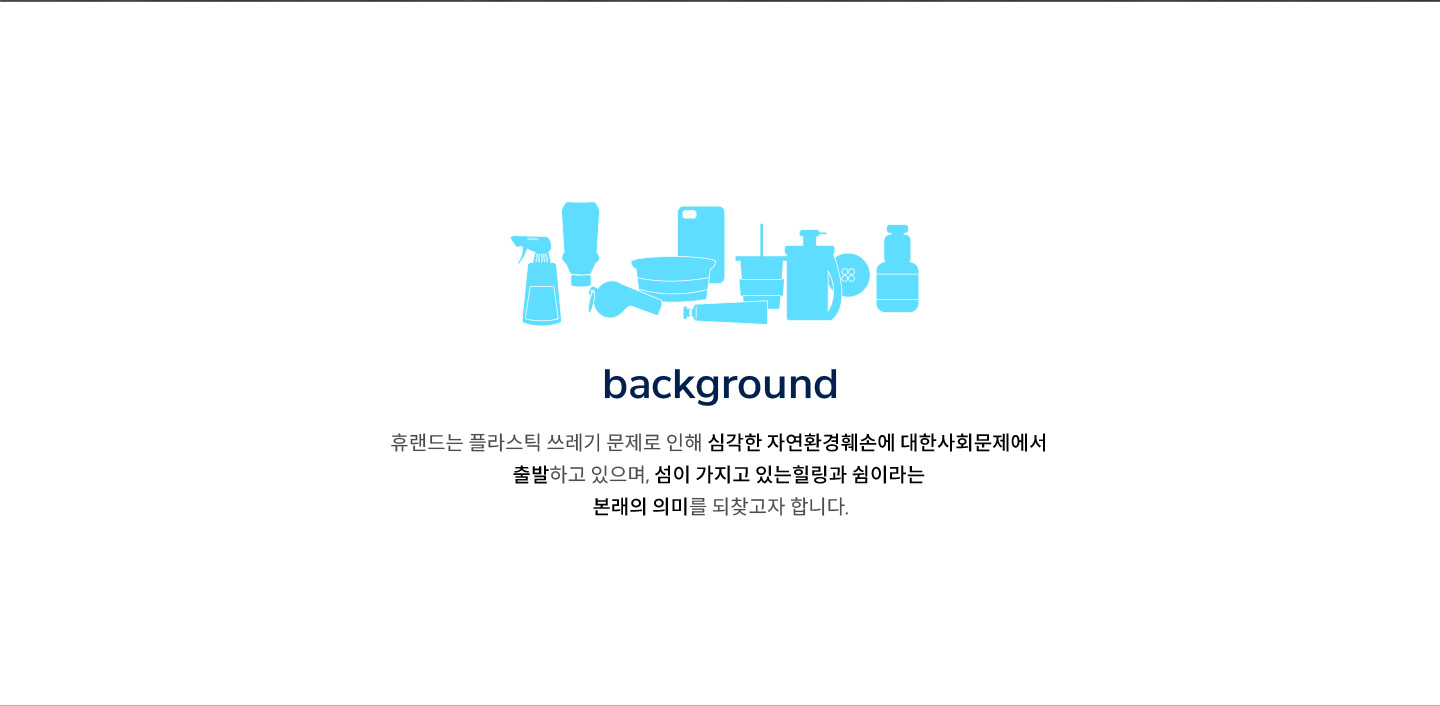 background
휴랜드는 플라스틱 쓰레기 문제로 인해 심각한 자연환경훼손에 대한사회문제에서
출발하고 있으며, 섬이 가지고 있는힐링과 쉼이라는
본래의 의미를 되찾고자 합니다.